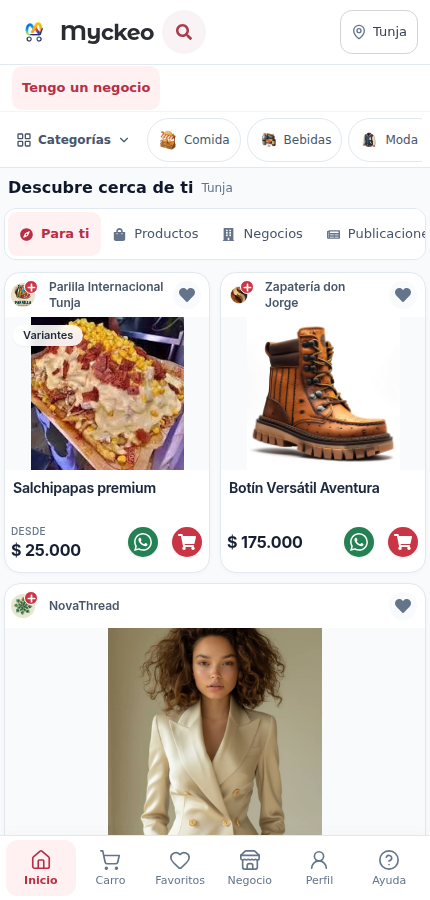 Myckeo
Tunja
Tengo un negocio
Categorías
Comida
Bebidas
Moda
Descubre cerca de ti Tunja
Para ti
Productos
Negocios
Publicacione
Parilla Internacional
Tunja
Zapatería don
Jorge
Variantes
Salchipapas premium
Botín Versátil Aventura
DESDE
$ 25.000
$ 175.000
NovaThread
Inicio
Carro
Favoritos
Negocio
Perfil
Ayuda